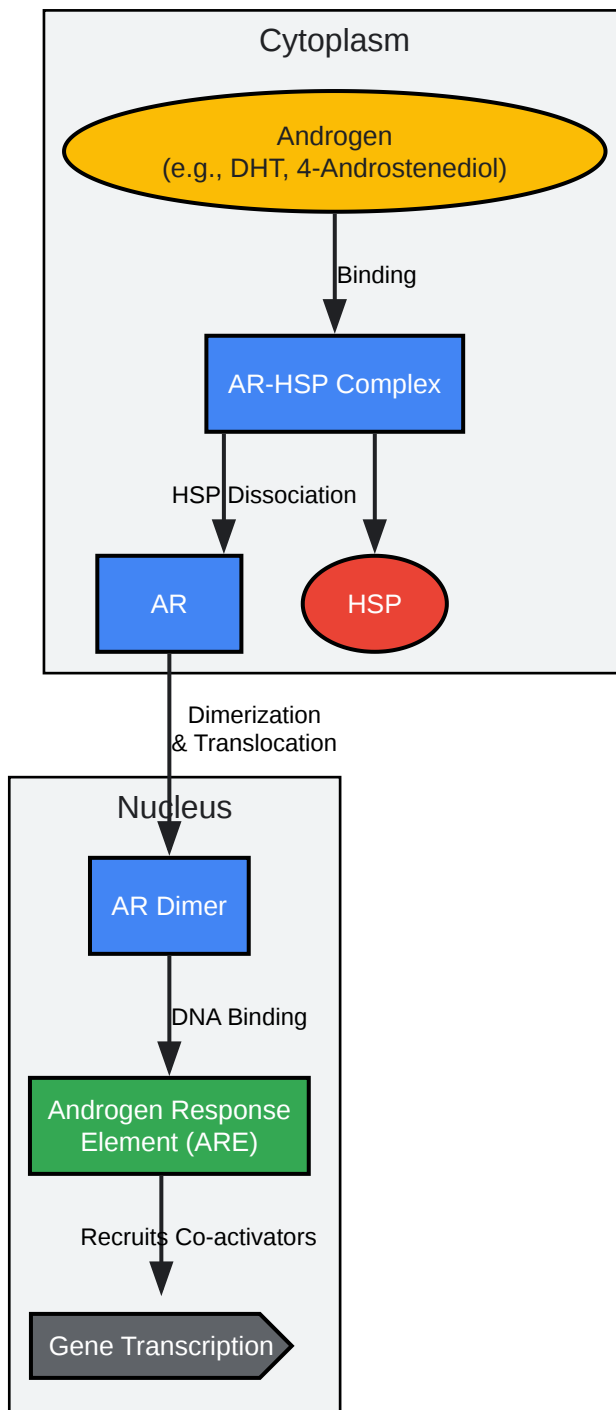 Cytoplasm
Androgen
(e.g., DHT, 4-Androstenediol)
Binding
AR-HSP Complex
HSP Dissociation
AR
HSP
Dimerization
& Translocation
Nucleus
AR Dimer
DNA Binding
Androgen Response
Element (ARE)
Recruits Co-activators
Gene Transcription